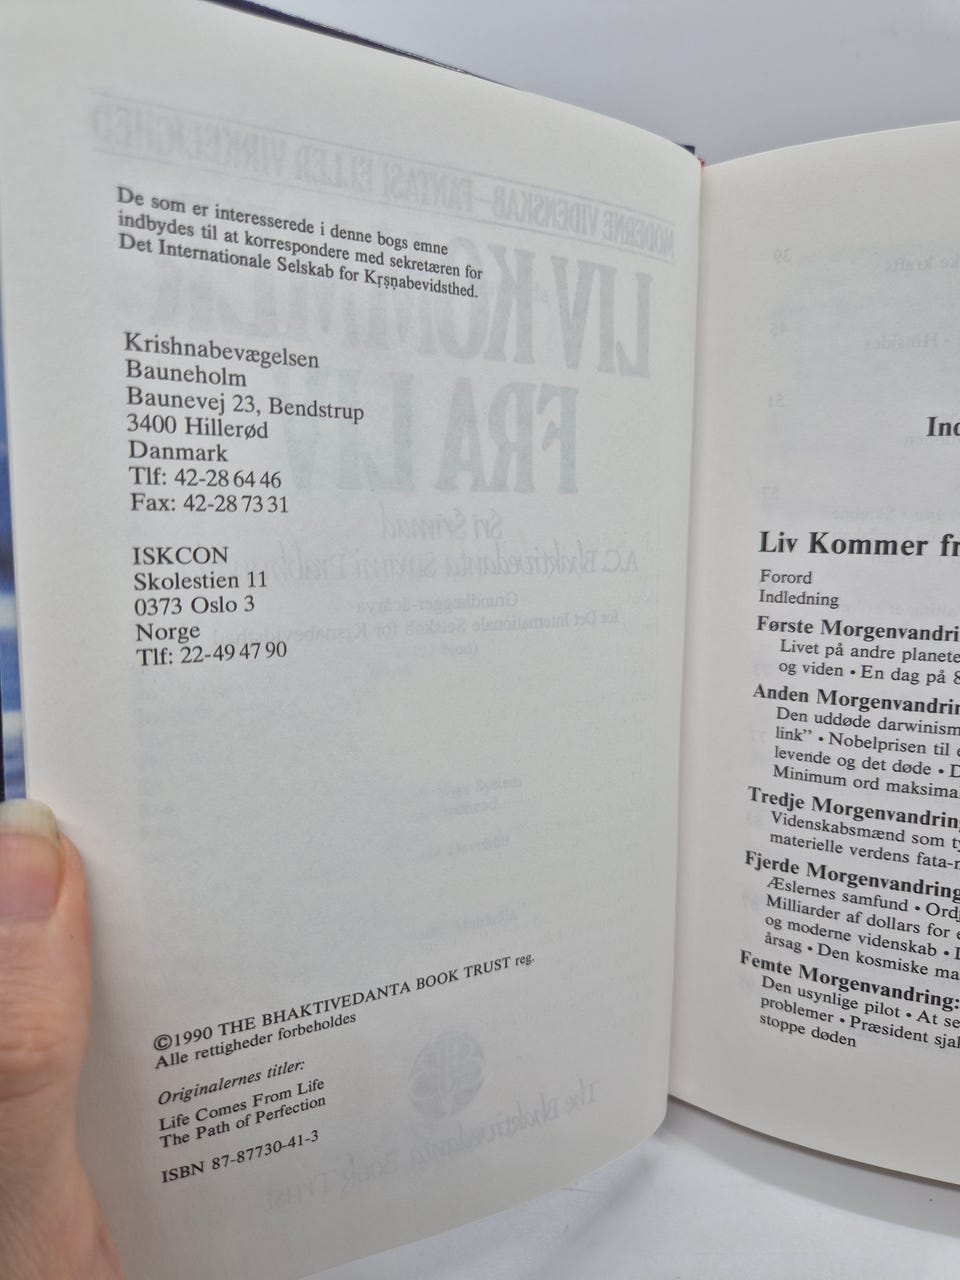 De som er interesserede i denne bogs emne
indbydes til at korrespondere med sekretæren for
Det Internationale Selskab for Kṛṣṇabevidsthed.
Krishnabevægelsen
Bauneholm
Baunevej 23, Bendstrup
3400 Hillerød
Danmark
Tlf: 42-28 64 46
Fax: 42-28 73 31
ISKCON
Skolestien 11
0373 Oslo 3
Norge
Tlf: 22-49 47 90
©1990 THE BHAKTIVEDANTA BOOK TRUST reg.
Alle rettigheder forbeholdes
Originalernes titler:
Life Comes From Life
The Path of Perfection
ISBN 87-87730-41-3
Liv Kommer
Forord
Indledning
Første Morgenvandri
Livet på andre planete
og viden • En dag på
Anden Morgenvandrin
Den uddøde darwinism
link” • Nobelprisen til
levende og det døde •
Minimum ord maksima
Tredje Morgenvandrin
Videnskabsmænd som
materielle verdens fata-
Fjerde Morgenvandring
Æslernes samfund • Ord
Milliarder af dollars for
og moderne videnskab •
årsag • Den kosmiske
Femte Morgenvandring:
Den usynlige pilot • At
problemer • Præsident
stoppe døden